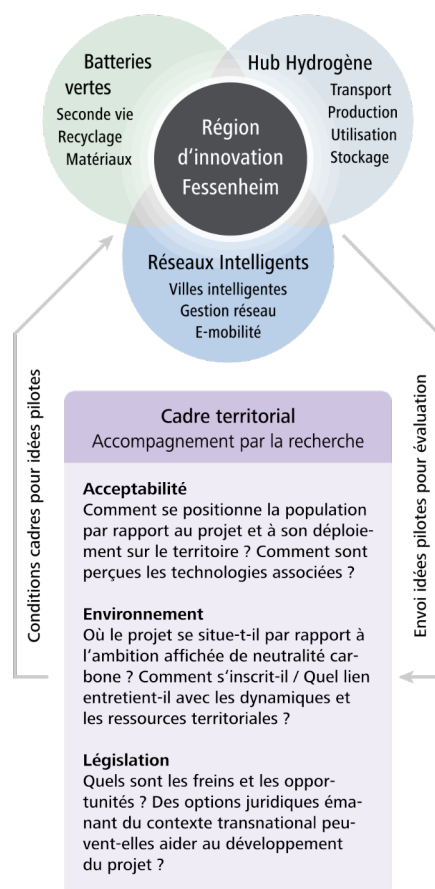 Batteries
vertes
Seconde vie
Recyclage
Matériaux
Hub Hydrogène
Transport
Production
Utilisation
Stockage
Région
d’innovation
Fessenheim
Réseaux Intelligents
Villes intelligentes
Gestion réseau
E-mobilité
Conditions cadres pour idées pilotes
Envoi idées pilotes pour évaluation
Cadre territorial
Accompagnement par la recherche
Acceptabilité
Comment se positionne la population
par rapport au projet et à son déploie-
ment sur le territoire ? Comment sont
perçues les technologies associées ?
Environnement
Où le projet se situe-t-il par rapport à
l’ambition affichée de neutralité car-
bone ? Comment s’inscrit-il / Quel lien
entretient-il avec les dynamiques et
les ressources territoriales ?
Législation
Quels sont les freins et les oppor-
tunités ? Des options juridiques éma-
nant du contexte transnational peu-
vent-elles aider au développement
du projet ?